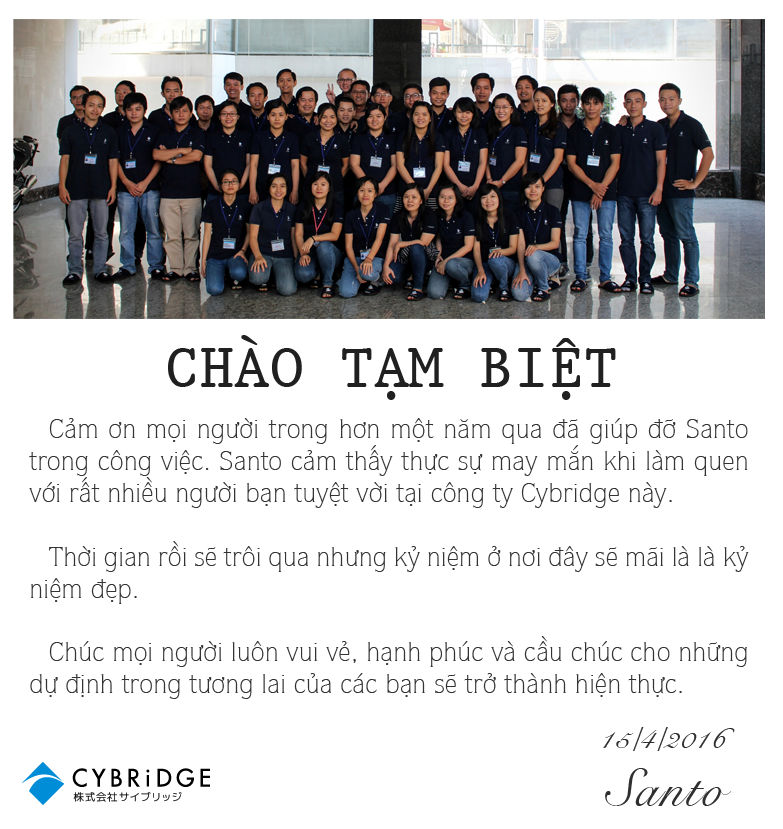 CHÀO TẠM BIỆT
Cảm ơn mọi người trong hơn một năm qua đã giúp đỡ Santo
trong công việc. Santo cảm thấy thực sự may mắn khi làm quen
với rất nhiều người bạn tuyệt vời tại công ty Cybridge này.
Thời gian rồi sẽ trôi qua nhưng kỷ niệm ở nơi đây sẽ mãi là là kỷ
niệm đẹp.
Chúc mọi người luôn vui vẻ, hạnh phúc và cầu chúc cho những
dự định trong tương lai của các bạn sẽ trở thành hiện thực.
15/4/2016
Santo
CYBRiDGE
株式会社サイブリッジ